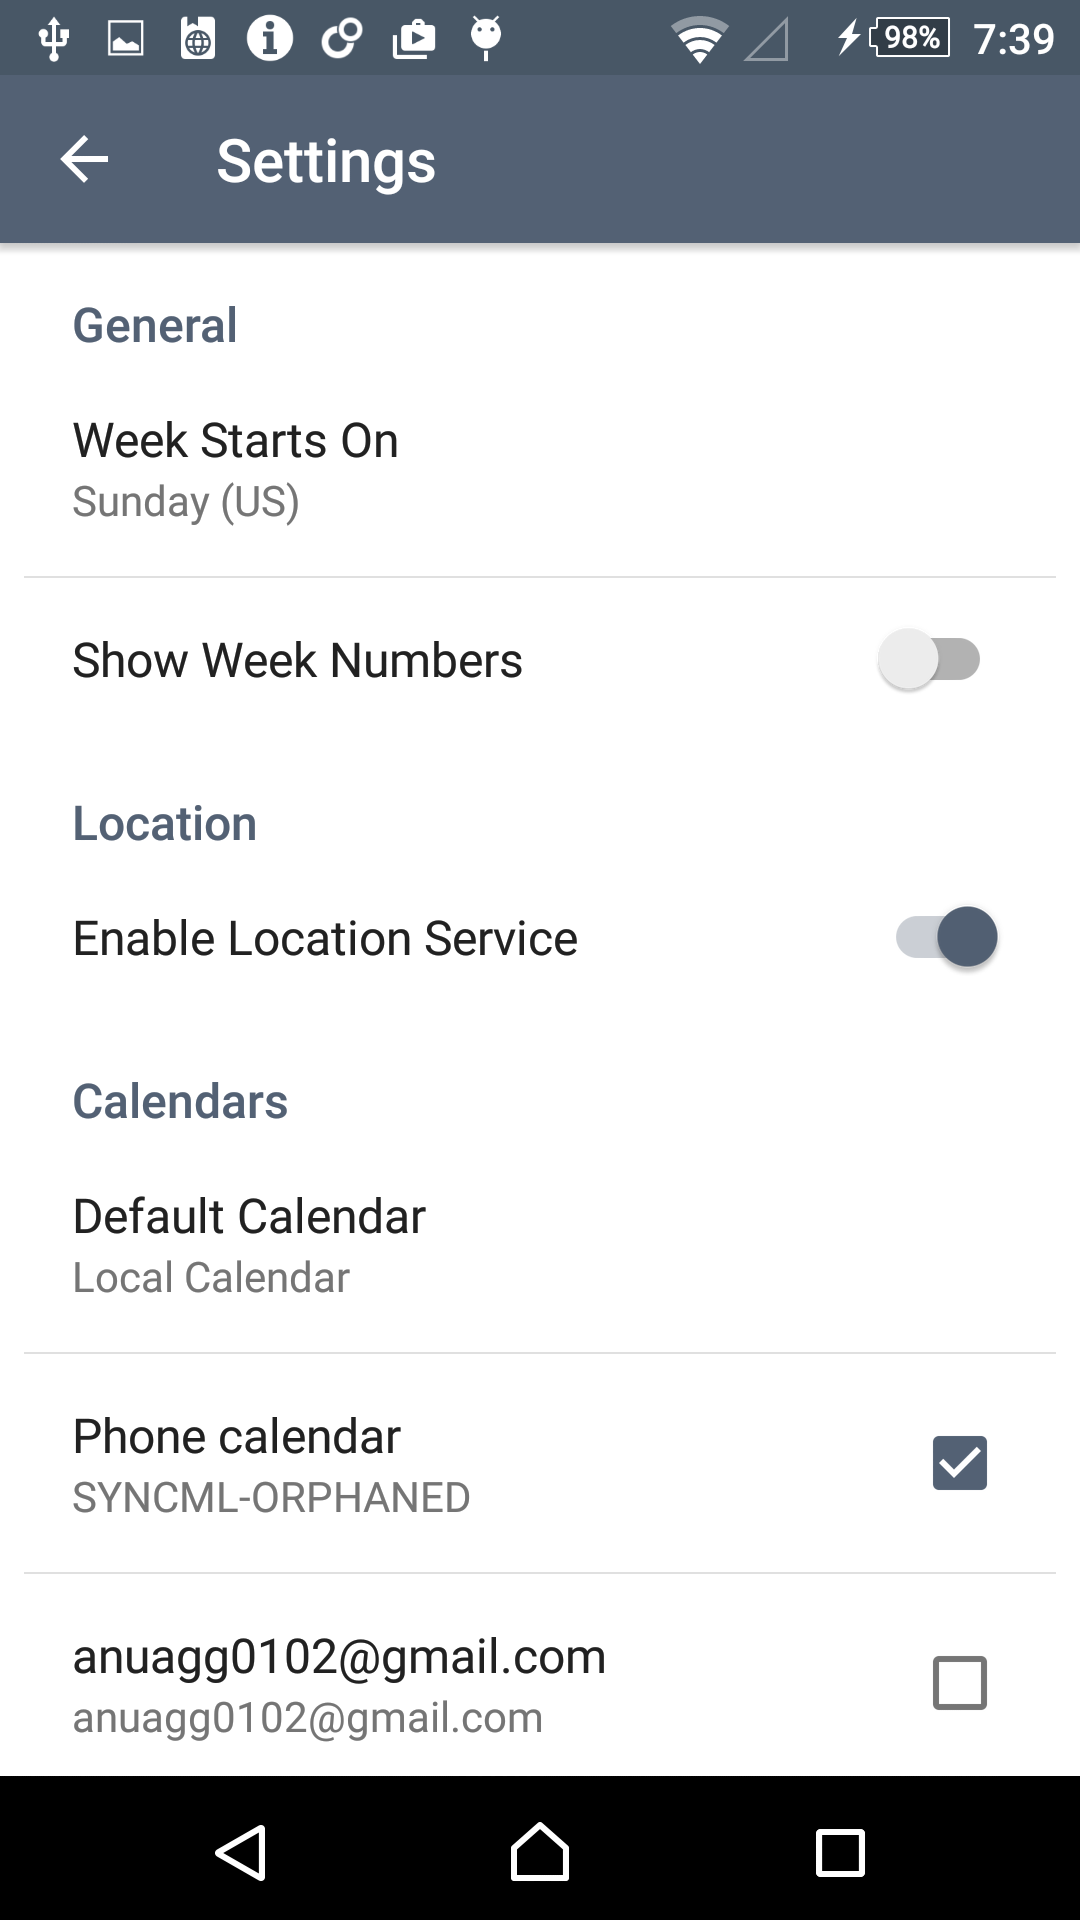 98% 7:39
Settings
General
Week Starts On
Sunday (US)
Show Week Numbers
Location
Enable Location Service
Calendars
Default Calendar
Local Calendar
Phone calendar
SYNCML-ORPHANED
anuagg0102@gmail.com
anuagg0102@gmail.com